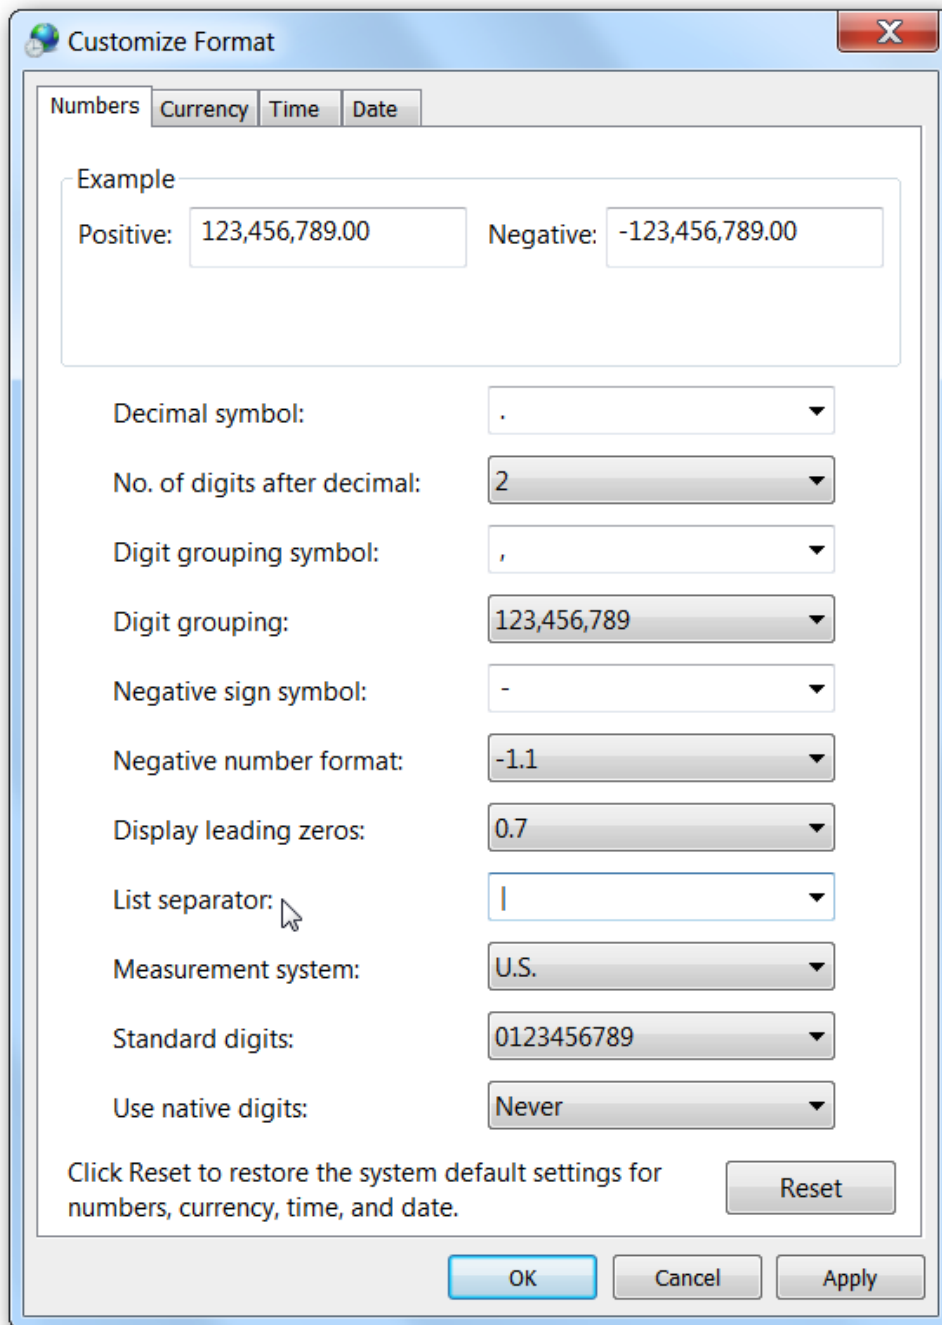 Customize Format
Numbers Currency Time Date
Example
Positive: 123,456,789.00 Negative: -123,456,789.00
Decimal symbol: .
No. of digits after decimal: 2
Digit grouping symbol: ,
Digit grouping: 123,456,789
Negative sign symbol: -
Negative number format: -1.1
Display leading zeros: 0.7
List separator: |
Measurement system: U.S.
Standard digits: 0123456789
Use native digits: Never
Click Reset to restore the system default settings for
numbers, currency, time, and date.
Reset
OK Cancel Apply